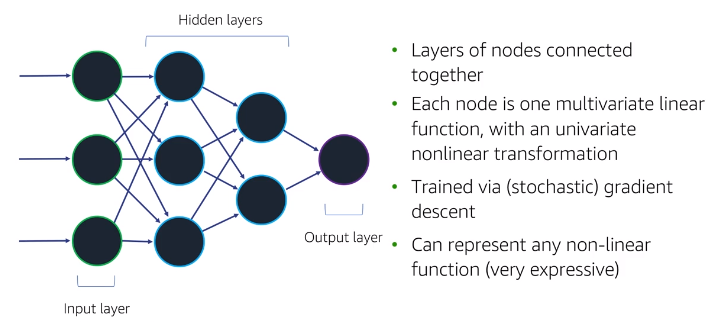 Hidden layers
Input layer
Output layer
• Layers of nodes connected
together
• Each node is one multivariate linear
function, with an univariate
nonlinear transformation
• Trained via (stochastic) gradient
descent
• Can represent any non-linear
function (very expressive)